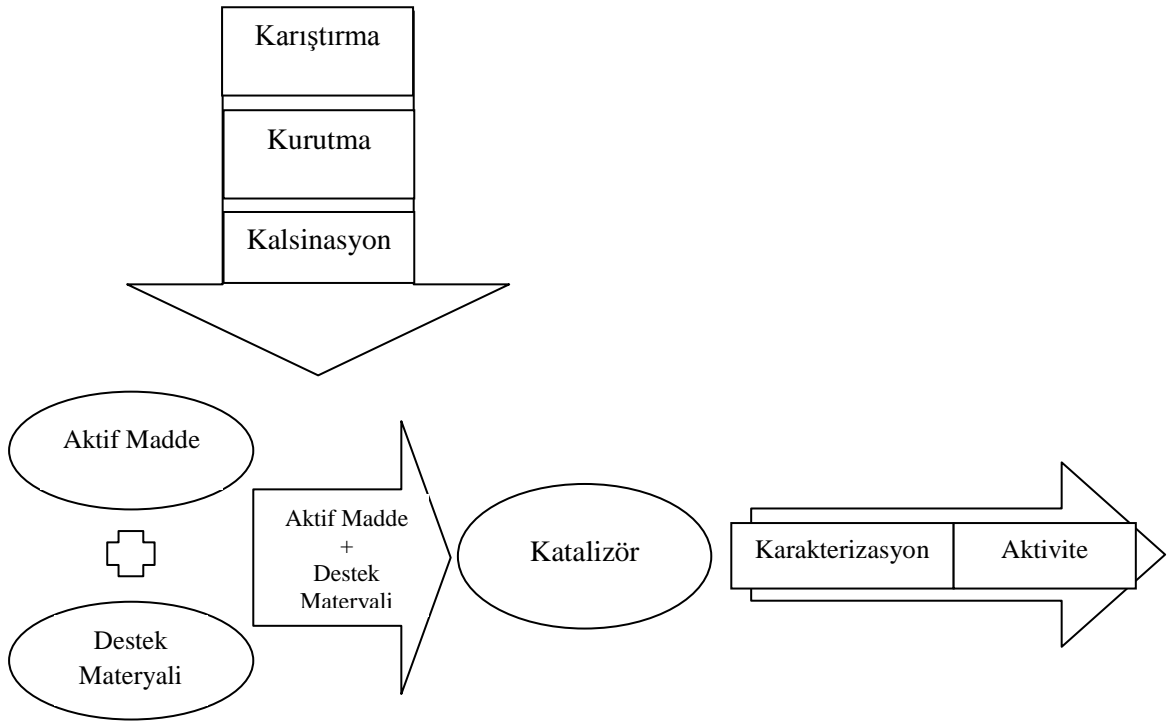 Karıştırma
Kurutma
Kalsinasyon
Aktif Madde
Destek
Materyali
Aktif Madde
+
Destek
Materyali
Katalizör
Karakterizasyon
Aktivite